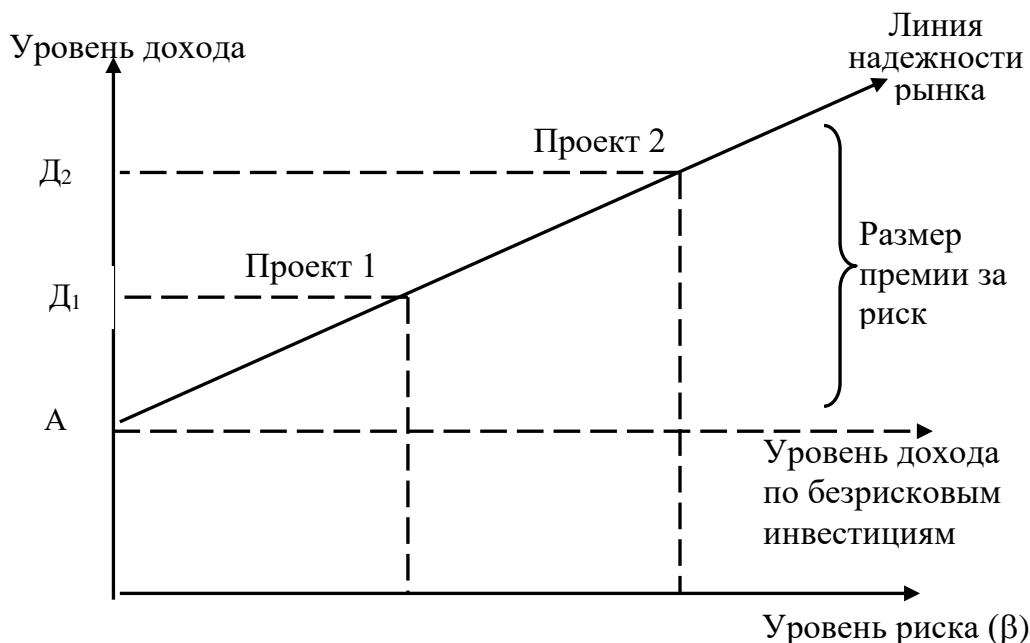 Уровень дохода
Линия
надежности
рынка
Проект 2
Д₂
Размер
премии за
риск
Проект 1
Д₁
А
Уровень дохода
по безрисковым
инвестициям
Уровень риска (β)